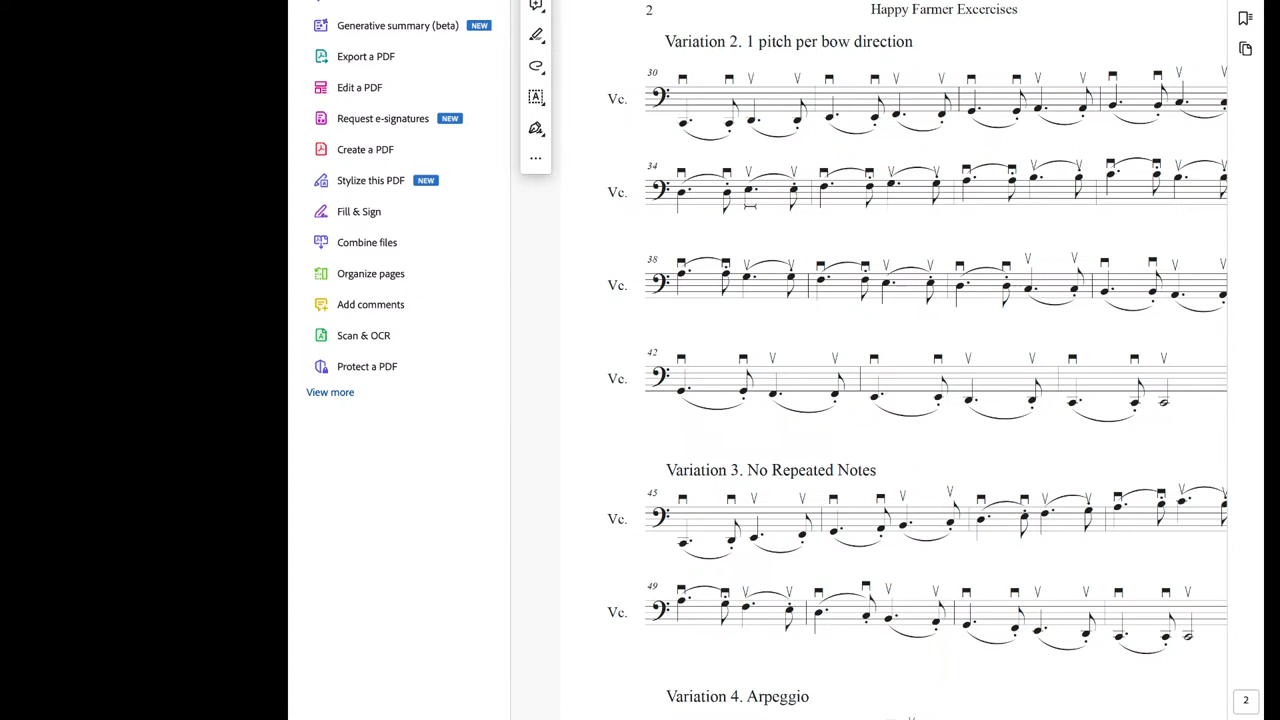 Generative summary (beta) NEW
Export a PDF
Edit a PDF
Request e-signatures NEW
Create a PDF
Stylize this PDF NEW
Fill & Sign
Combine files
Organize pages
Add comments
Scan & OCR
Protect a PDF
View more
2 Happy Farmer Excercises
Variation 2. 1 pitch per bow direction
30
Vc.
34
Vc.
38
Vc.
42
Vc.
Variation 3. No Repeated Notes
45
Vc.
49
Vc.
Variation 4. Arpeggio
2